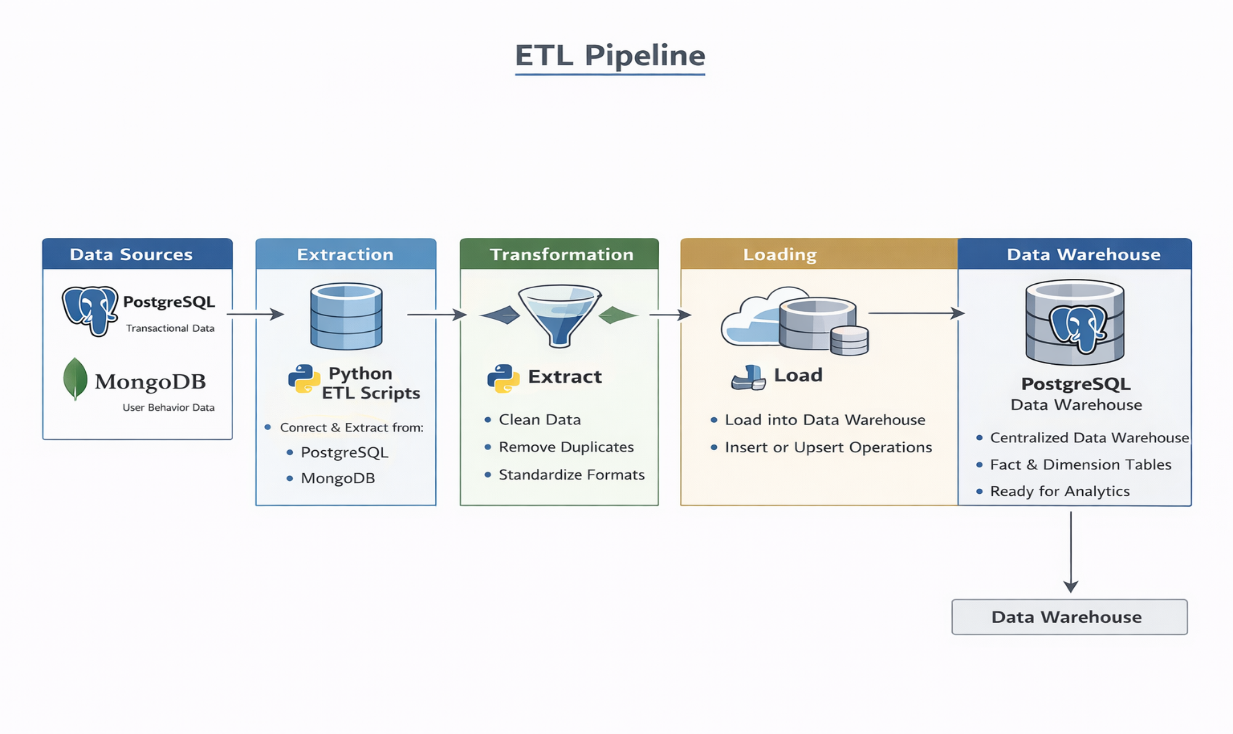 ETL Pipeline
Data Sources
PostgreSQL
Transactional Data
MongoDB
User Behavior Data
Extraction
Python
ETL Scripts
Conrect & Extract from:
PostgreSQL
MongoDB
Transformation
Extract
Clean Data
Remove Duplicates
Standardize Formats
Loading
Load
Load into Data Warehouse
Insert or Upsert Operations
Data Warehouse
PostgreSQL
Data Warehouse
Centralized Data Warehouse
Fact & Dimension Tables
Ready for Analytics
Data Warehouse